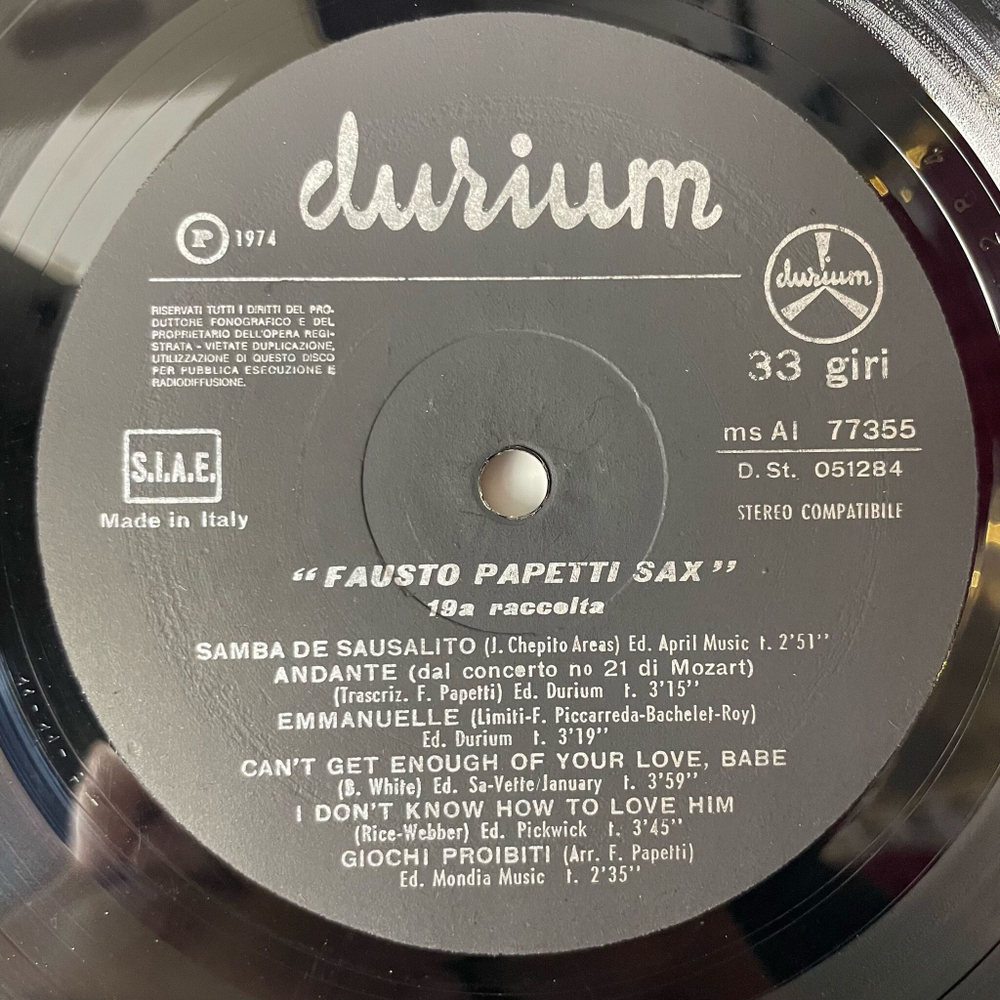 durium
P 1974
durium
RISERVATI TUTTI I DIRITTI DEL PRO-
DUTTORE FONOGRAFICO E DEL
PROPRIETARIO DELL'OPERA REGI-
STRATA - VIETATE DUPLICAZIONE,
UTILIZZAZIONE DI QUESTO DISCO
PER PUBBLICA ESECUZIONE E
RADIODIFFUSIONE.
33 giri
ms AI 77355
D. St. 051284
STEREO COMPATIBILE
S.I.A.E.
Made in Italy
“FAUSTO PAPETTI SAX”
19a raccolta
SAMBA DE SAUSALITO (J. Chepito Areas) Ed. April Music t. 2'51''
ANDANTE (dal concerto no 21 di Mozart)
(Trascriz. F. Papetti) Ed. Durium t. 3'15''
EMMANUELLE (Limiti-F. Piccarreda-Bachelet-Roy)
Ed. Durium t. 3'19''
CAN'T GET ENOUGH OF YOUR LOVE, BABE
(B. White) Ed. Sa-Vette/January t. 3'59''
I DON'T KNOW HOW TO LOVE HIM
(Rice-Webber) Ed. Pickwick t. 3'45''
GIOCHI PROIBITI (Arr. F. Papetti)
Ed. Mondia Music t. 2'35''